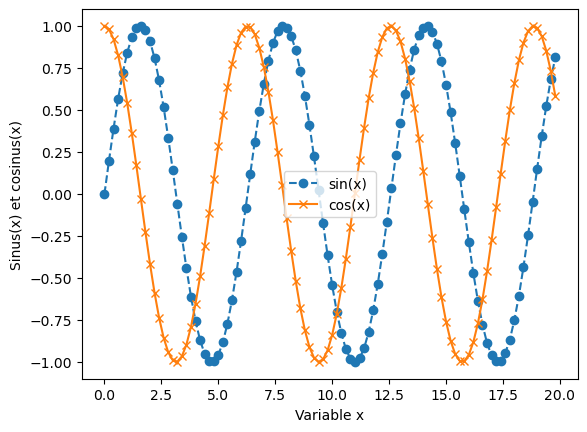 1.00
0.75
0.50
0.25
0.00
−0.25
−0.50
−0.75
−1.00
Sinus(x) et cosinus(x)
sin(x)
cos(x)
0.0 2.5 5.0 7.5 10.0 12.5 15.0 17.5 20.0
Variable x